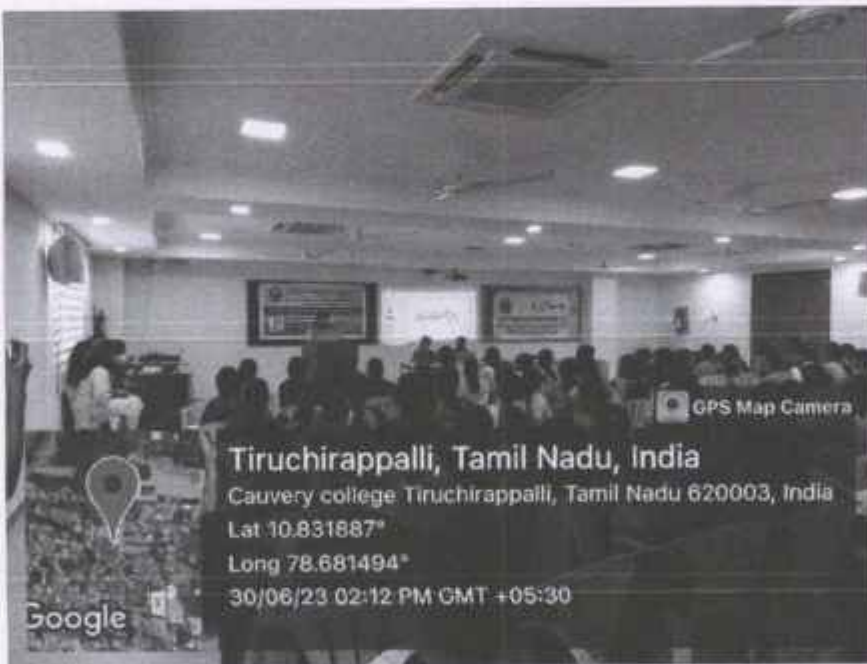 GPS Map Camera
Tiruchirappalli, Tamil Nadu, India
Cauvery college Tiruchirappalli, Tamil Nadu 620003, India
Lat 10.831887°
Long 78.681494°
30/06/23 02:12 PM GMT +05:30
Google